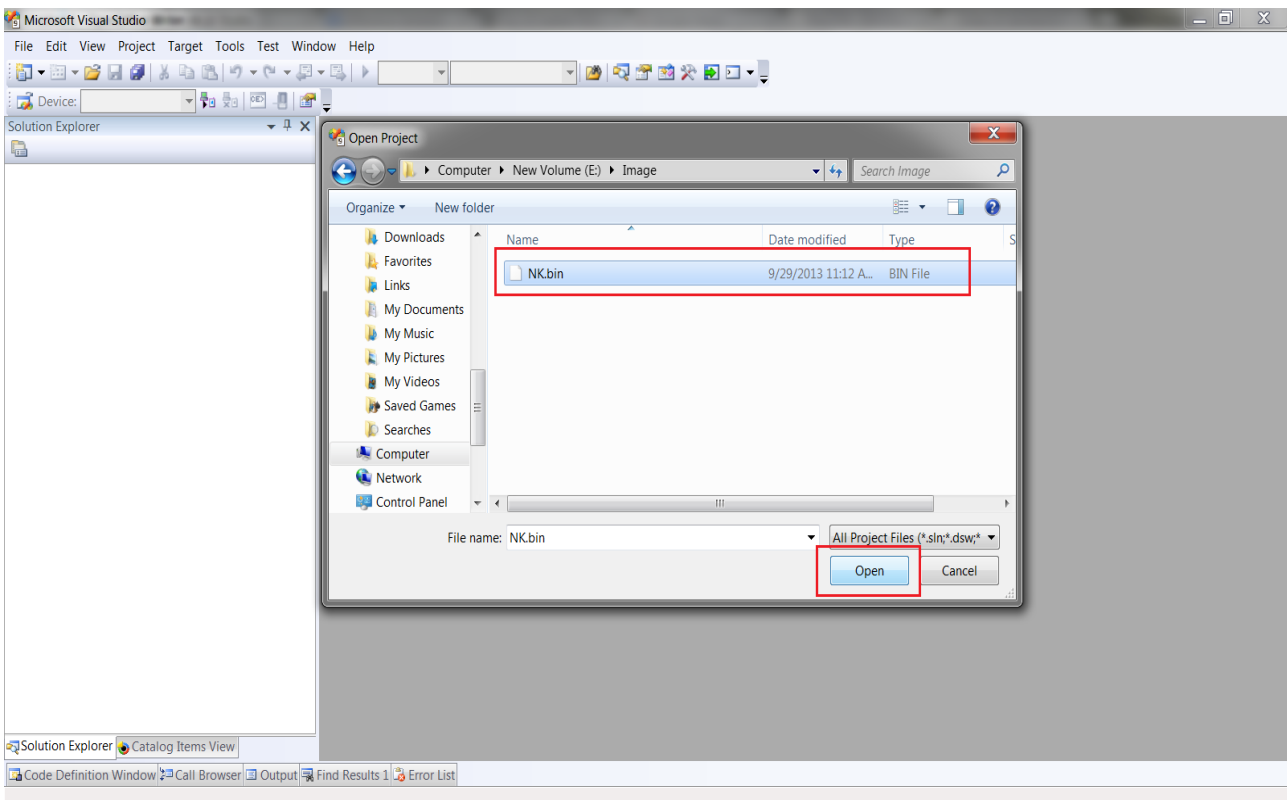 Microsoft Visual Studio
File Edit View Project Target Tools Test Window Help
Device:
Solution Explorer
Open Project
Computer New Volume (E:) Image
Search Image
Organize New folder
Downloads
Favorites
Links
My Documents
My Music
My Pictures
My Videos
Saved Games
Searches
Computer
Network
Control Panel
Name Date modified Type S
NK.bin 9/29/2013 11:12 A... BIN File
File name: NK.bin All Project Files (*.sln;*.dsw;*
Open Cancel
Solution Explorer Catalog Items View
Code Definition Window Call Browser Output Find Results 1 Error List